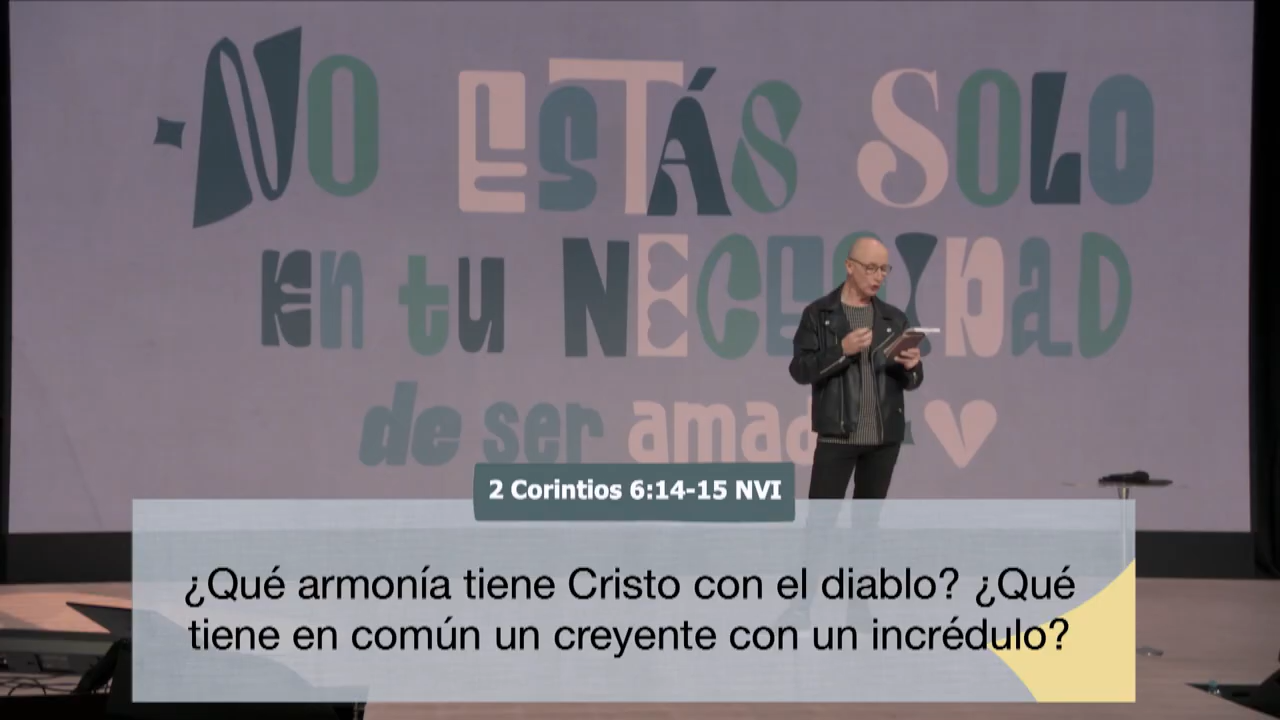 NO ESTÁS SOLO
EN tu NECESIDAD
de ser
2 Corintios 6:14-15 NVI
¿Qué armonía tiene Cristo con el diablo? ¿Qué
tiene en común un creyente con un incrédulo?